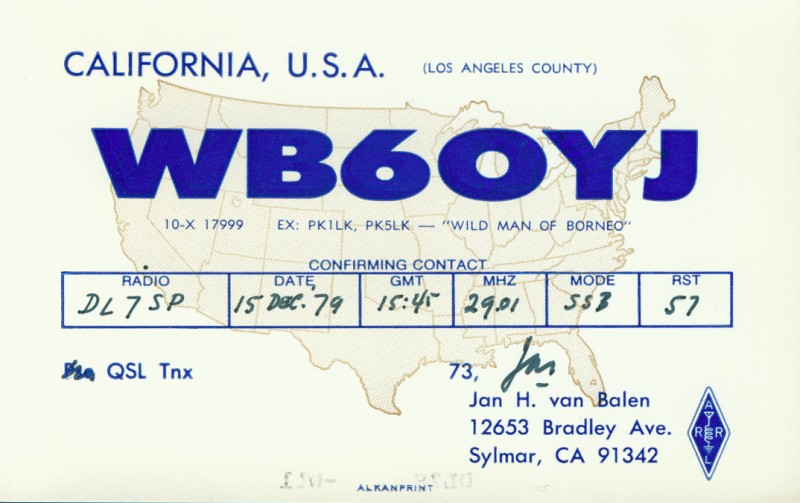 CALIFORNIA, U.S.A. (LOS ANGELES COUNTY)
WB6OYJ
10-X 17999 EX: PK1LK, PK5LK — "WILD MAN OF BORNEO"
CONFIRMING CONTACT
RADIO DATE GMT MHZ MODE RST
DL7SP 15 DEC. 79 15:45 29.01 SSB 57
QSL Tnx 73, Jan
Jan H. van Balen
12653 Bradley Ave.
Sylmar, CA 91342
A R R L
ALKANPRINT